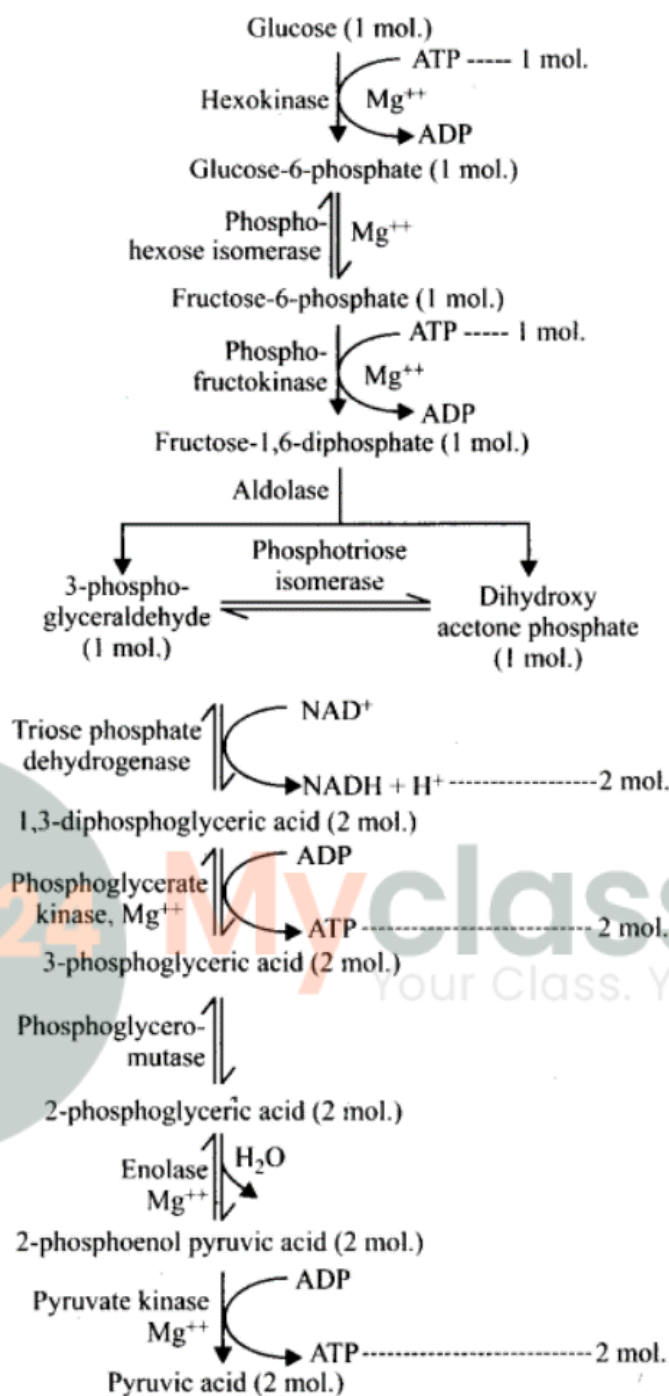 Glucose (1 mol.)
ATP ----- 1 mol.
Hexokinase
Mg++
ADP
Glucose-6-phosphate (1 mol.)
Phospho-
hexose isomerase
Mg++
Fructose-6-phosphate (1 mol.)
ATP ----- 1 mol.
Phospho-
fructokinase
Mg++
ADP
Fructose-1,6-diphosphate (1 mol.)
Aldolase
Phosphotriose
isomerase
3-phospho-
glyceraldehyde
(1 mol.)
Dihydroxy
acetone phosphate
(1 mol.)
NAD+
Triose phosphate
dehydrogenase
NADH + H+ ---------------- 2 mol.
1,3-diphosphoglyceric acid (2 mol.)
ADP
Phosphoglycerate
kinase, Mg++
ATP ------------------------ 2 mol.
24 Myclass
Your Class. Y
3-phosphoglyceric acid (2 mol.)
Phosphoglycero-
mutase
2-phosphoglyceric acid (2 mol.)
Enolase
Mg++
H2O
2-phosphoenol pyruvic acid (2 mol.)
ADP
Pyruvate kinase
Mg++
ATP ------------------------ 2 mol.
Pyruvic acid (2 mol.)